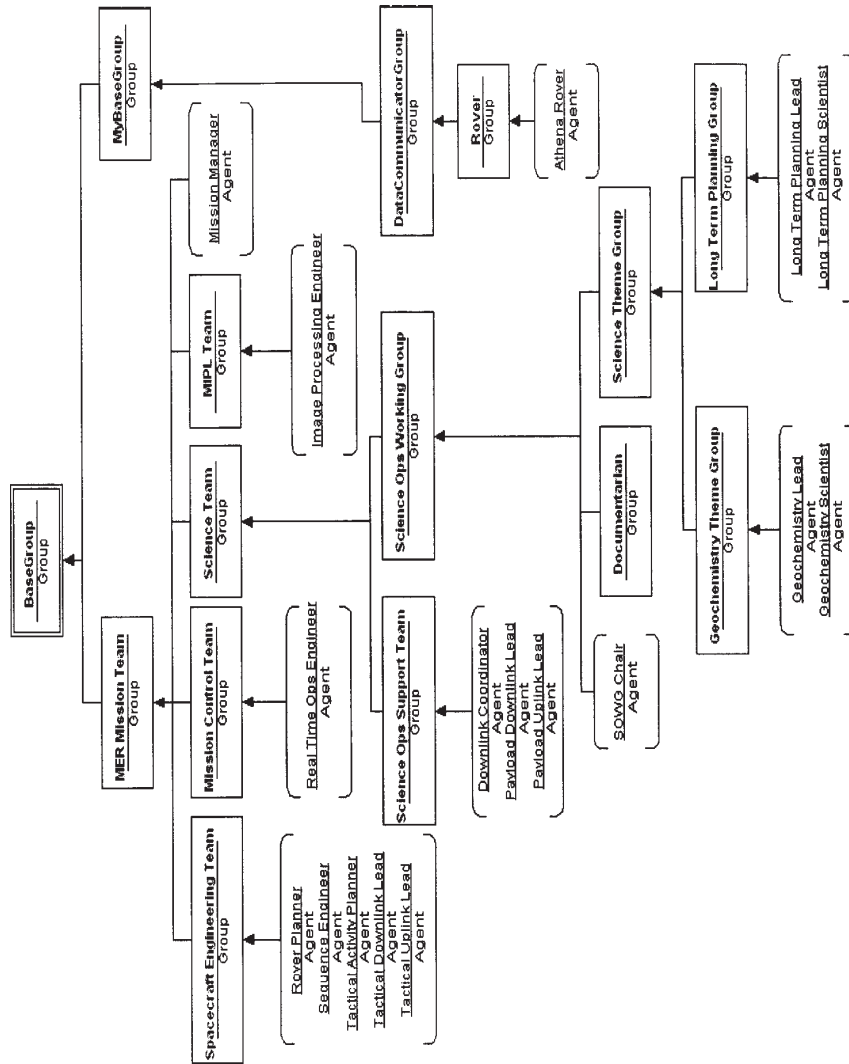 BaseGroup
Group
MER Mission Team
Group
MyBaseGroup
Group
Spacecraft Engineering Team
Group
Mission Control Team
Group
Science Team
Group
MIPL Team
Group
Mission Manager
Agent
Rover Planner
Agent
Sequence Engineer
Agent
Tactical Activity Planner
Agent
Tactical Downlink Lead
Agent
Tactical Uplink Lead
Agent
Real Time Ops Engineer
Agent
Image Processing Engineer
Agent
Science Ops Support Team
Group
Science Ops Working Group
Group
DataCommunicatorGroup
Group
Downlink Coordinator
Agent
Payload Downlink Lead
Agent
Payload Uplink Lead
Agent
Rover
Group
Athena Rover
Agent
SOWG Chair
Agent
Documentarian
Group
Science Theme Group
Group
Geochemistry Theme Group
Group
Long Term Planning Group
Group
Geochemistry Lead
Agent
Geochemistry Scientist
Agent
Long Term Planning Lead
Agent
Long Term Planning Scientist
Agent